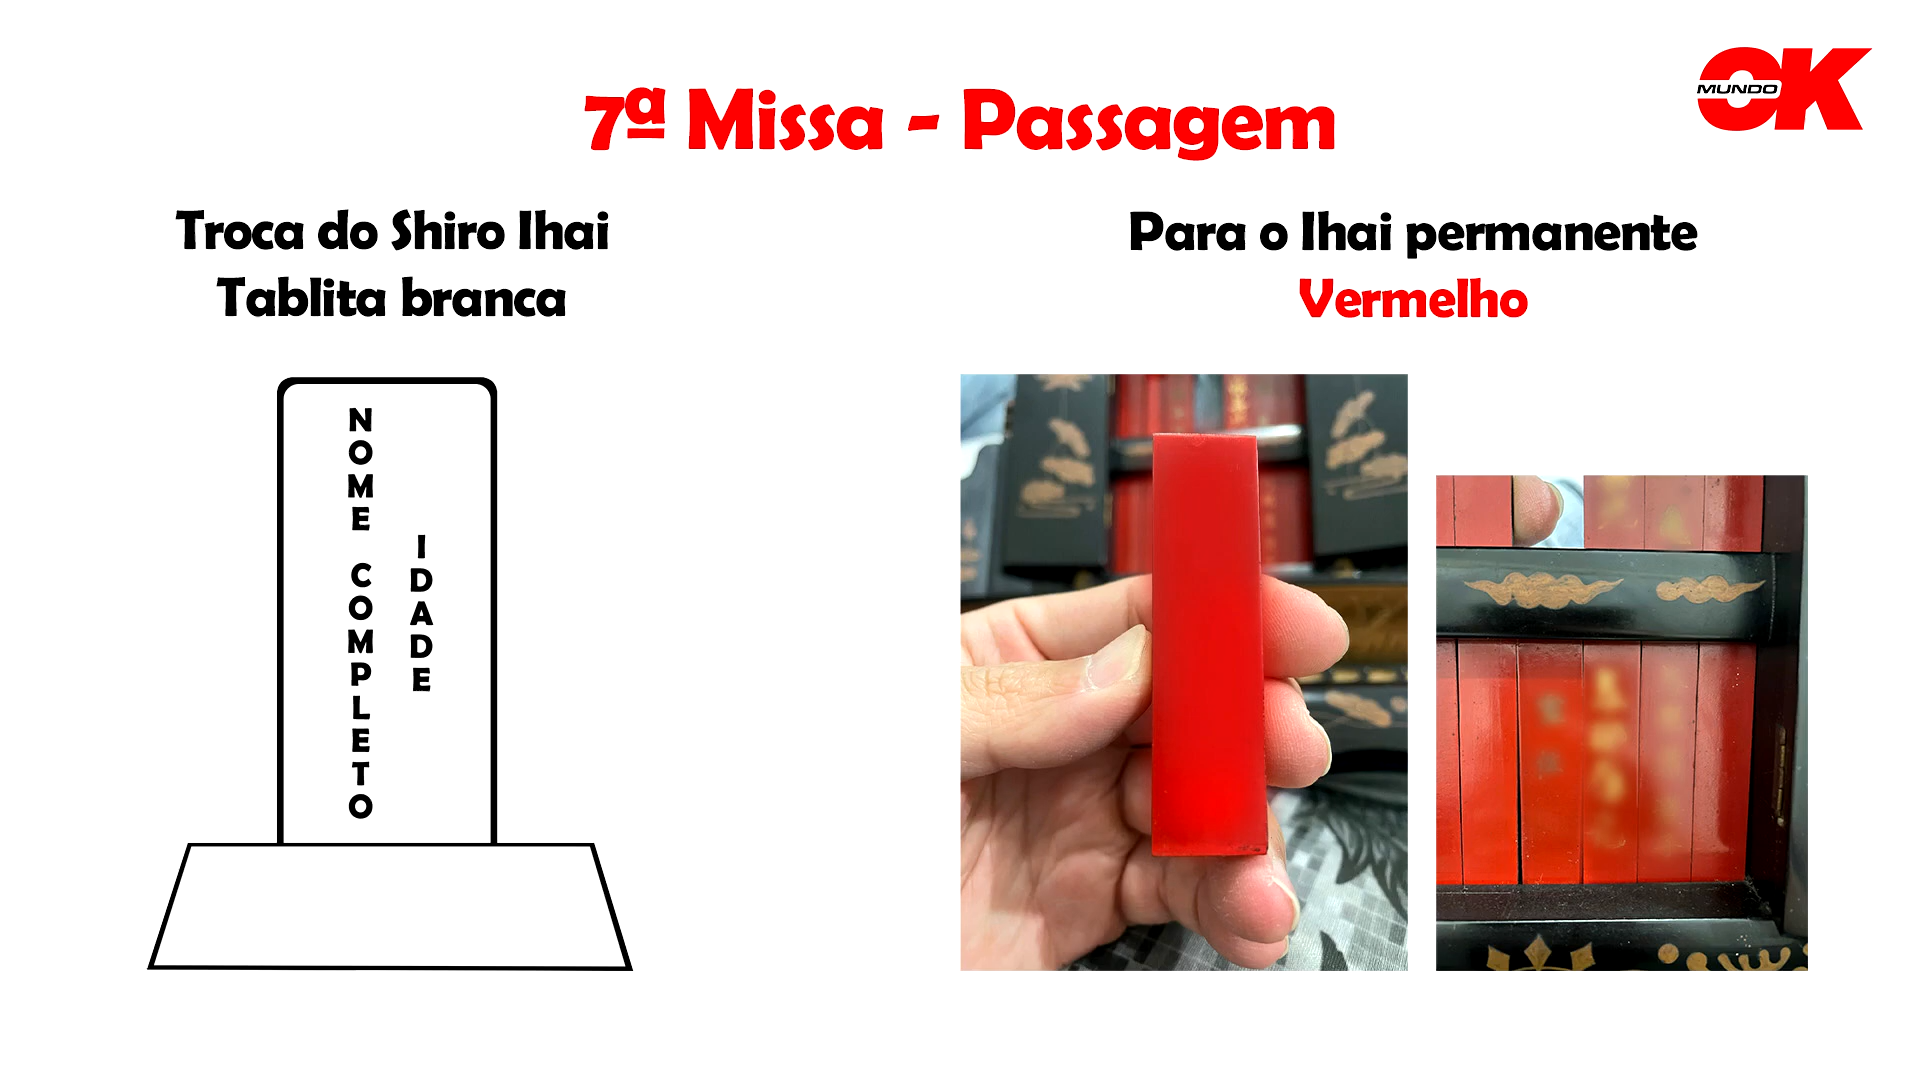 7ª Missa - Passagem
MUNDO OK
Troca do Shiro Ihai
Tablita branca
Para o Ihai permanente
Vermelho
NOME COMPLETO
IDADE